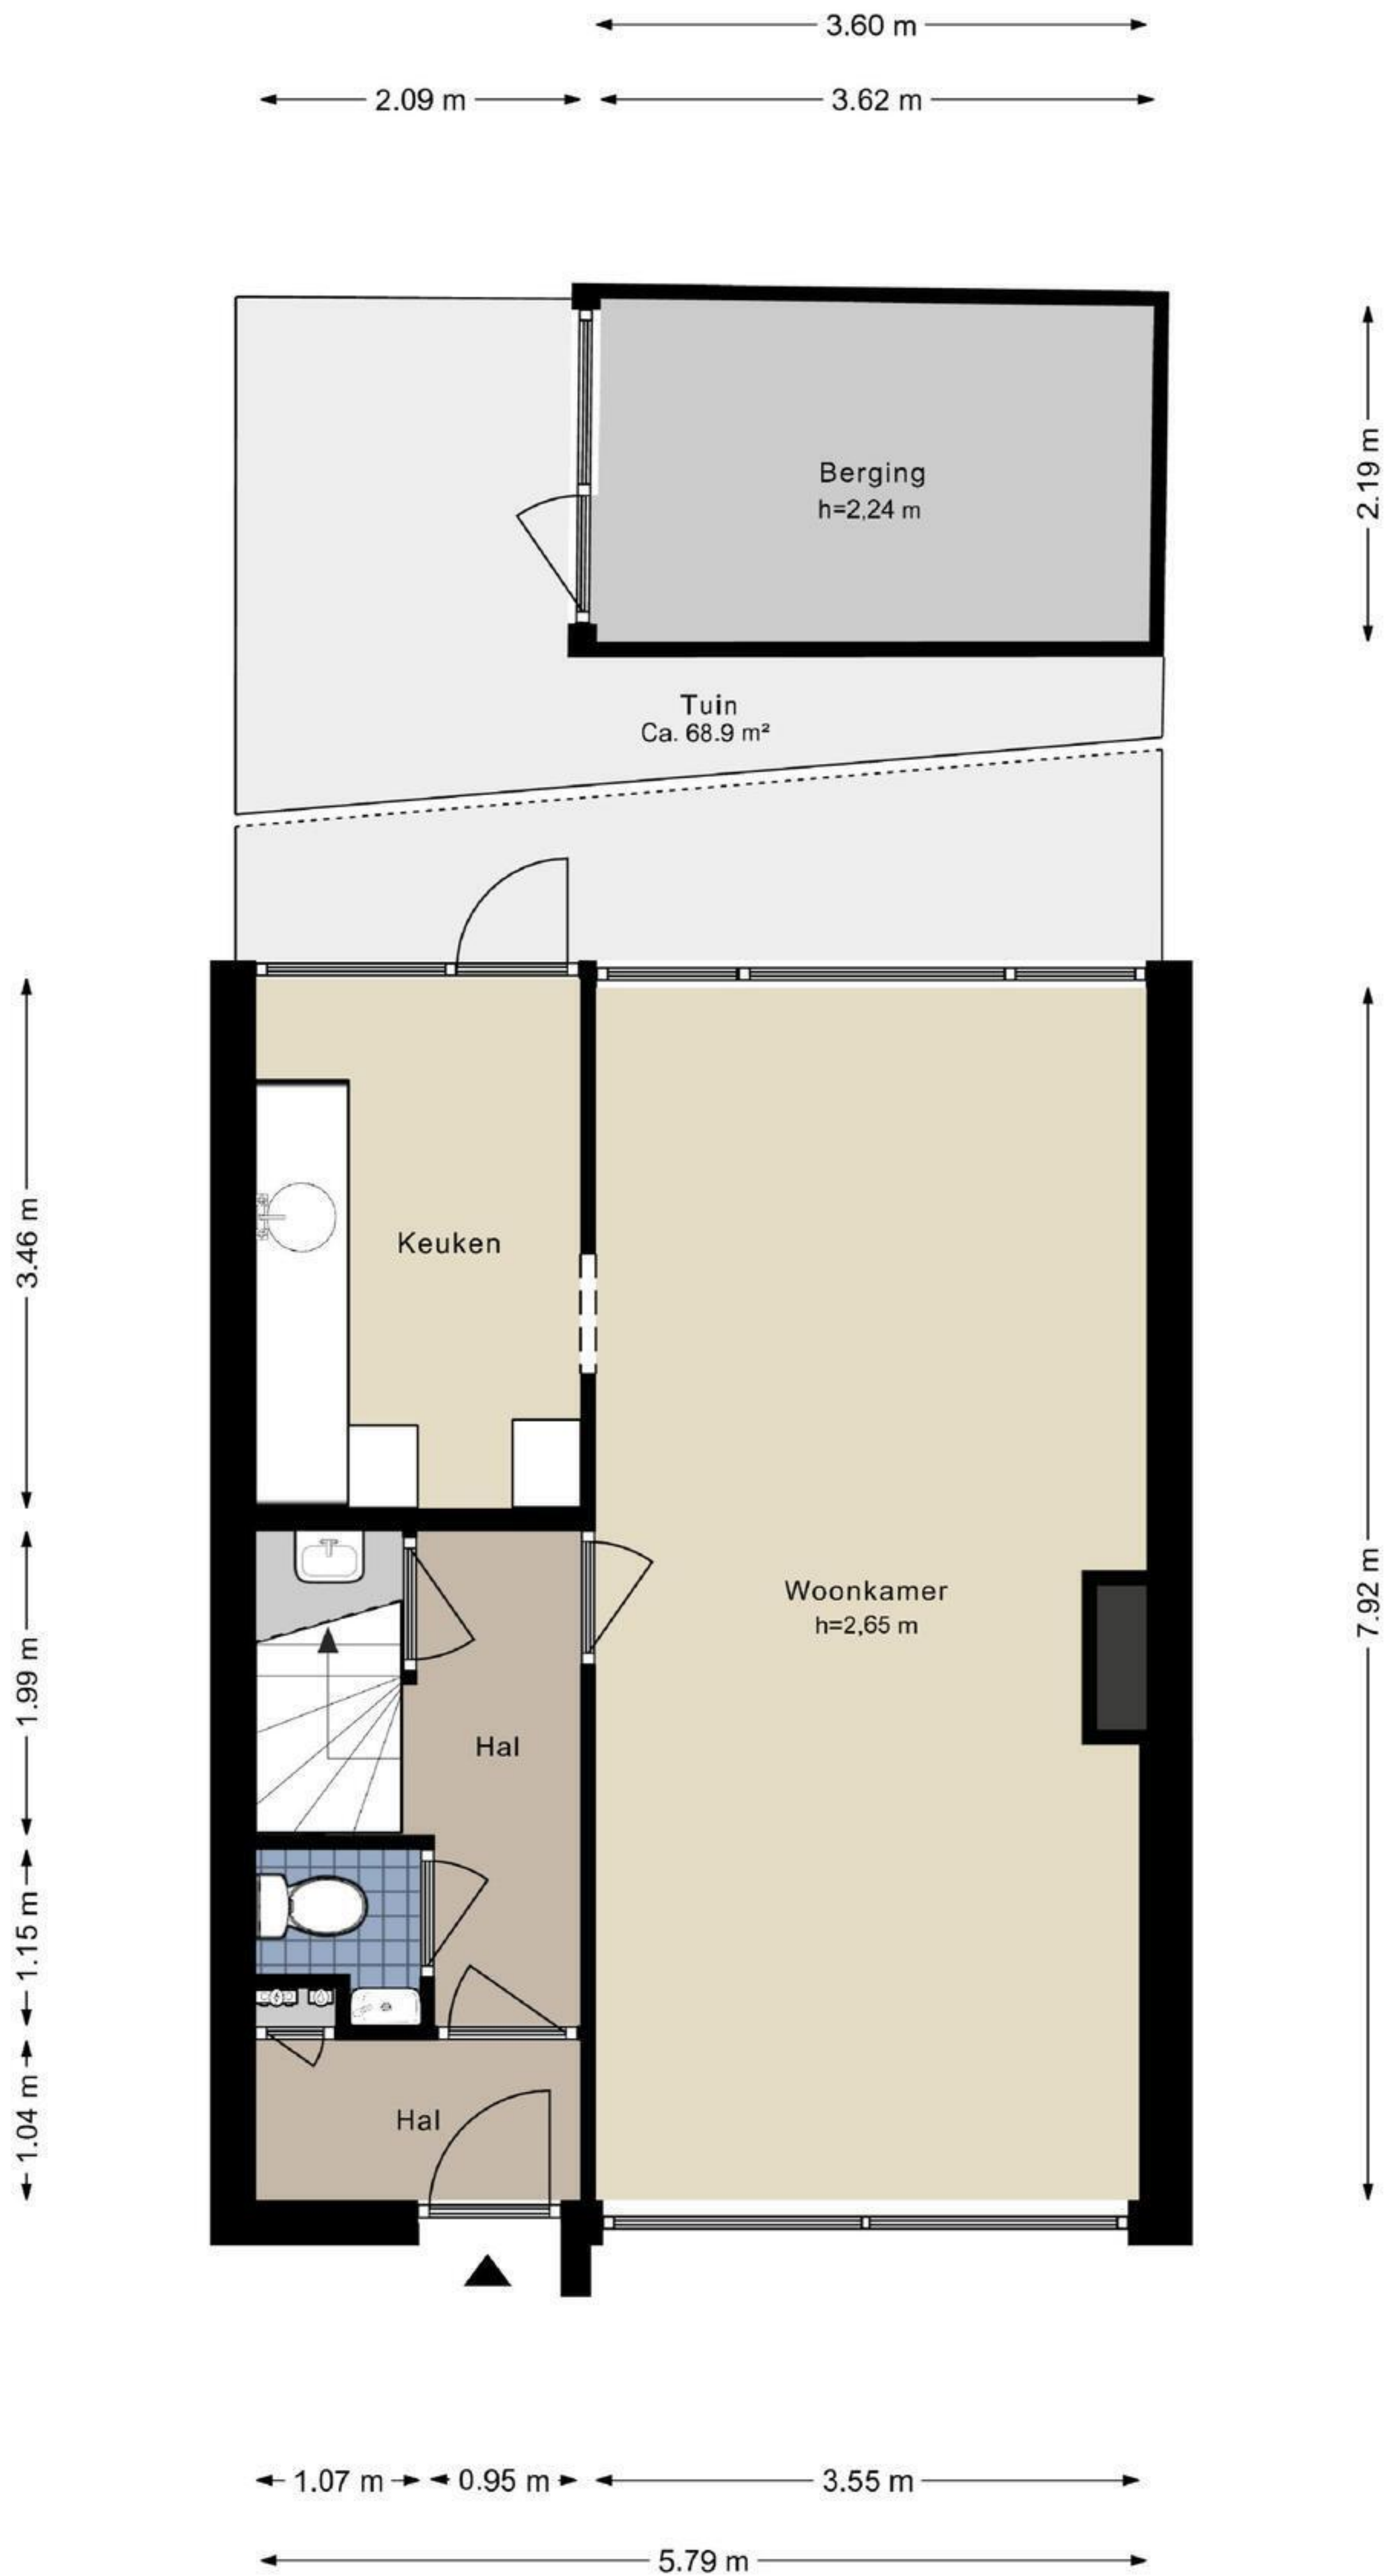 3.60 m
2.09 m
3.62 m
Berging
h=2,24 m
2.19 m
Tuin
Ca. 68.9 m²
3.46 m
Keuken
7.92 m
Woonkamer
h=2,65 m
1.99 m
Hal
1.15 m
1.04 m
Hal
1.07 m
0.95 m
3.55 m
5.79 m